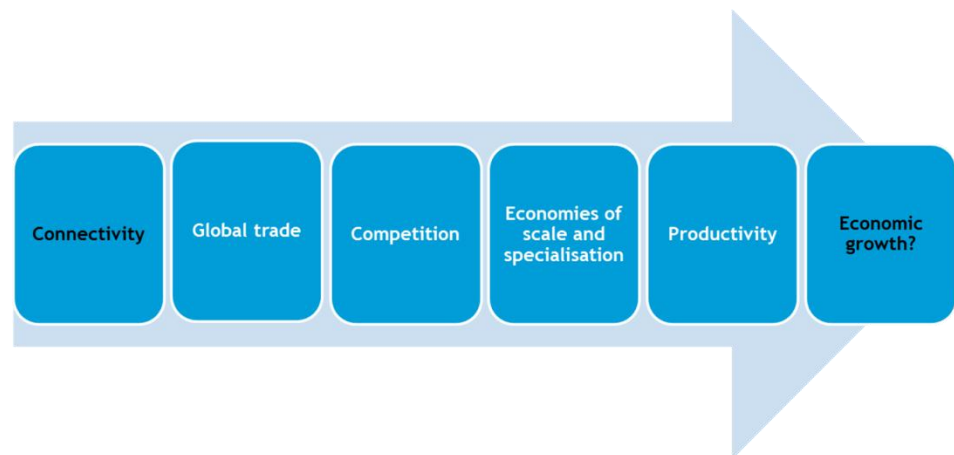 Connectivity
Global trade
Competition
Economies of
scale and
specialisation
Productivity
Economic
growth?